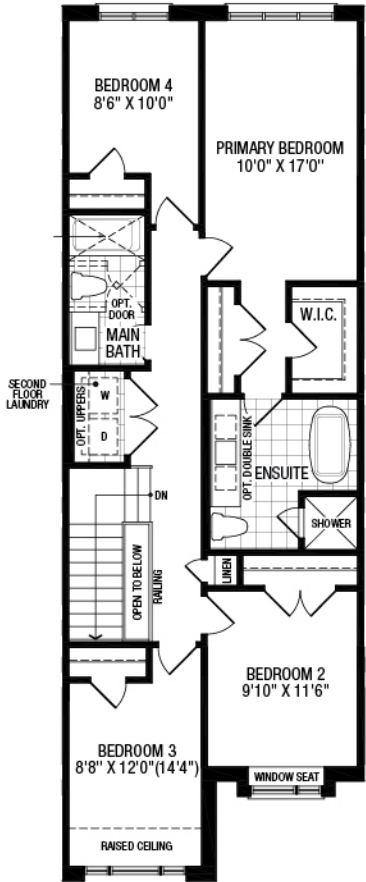 BEDROOM 4
8'6" X 10'0"
PRIMARY BEDROOM
10'0" X 17'0"
OPT.
DOOR
MAIN
BATH
W.I.C.
SECOND
FLOOR
LAUNDRY
OPT. UPPERS
W
D
OPT. DOUBLE SINK
ENSUITE
SHOWER
DN
OPEN TO BELOW
RAILING
LINEN
BEDROOM 2
9'10" X 11'6"
WINDOW SEAT
BEDROOM 3
8'8" X 12'0"(14'4")
RAISED CEILING